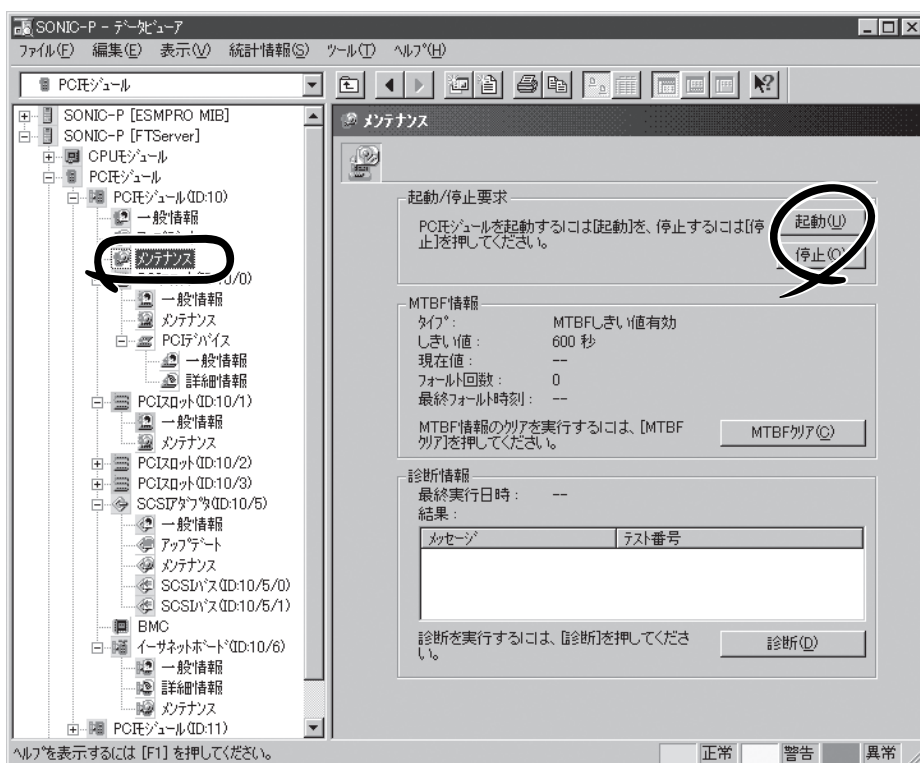 SONIC-P - ﾃﾞｰﾀﾋﾞｭｰｱ
ﾌｧｲﾙ(F) 編集(E) 表示(V) 統計情報(S) ﾂｰﾙ(T) ﾍﾙﾌﾟ(H)
PCIﾓｼﾞｭｰﾙ
SONIC-P [ESMPRO MIB]
SONIC-P [FTServer]
CPUﾓｼﾞｭｰﾙ
PCIﾓｼﾞｭｰﾙ
PCIﾓｼﾞｭｰﾙ(ID:10)
一般情報
ﾒﾝﾃﾅﾝｽ
/0)
一般情報
ﾒﾝﾃﾅﾝｽ
PCIﾃﾞﾊﾞｲｽ
一般情報
詳細情報
PCIｽﾛｯﾄ(ID:10/1)
一般情報
ﾒﾝﾃﾅﾝｽ
PCIｽﾛｯﾄ(ID:10/2)
PCIｽﾛｯﾄ(ID:10/3)
SCSIｱﾀﾞﾌﾟﾀ(ID:10/5)
一般情報
ｱｯﾌﾟﾃﾞｰﾄ
ﾒﾝﾃﾅﾝｽ
SCSIﾊﾞｽ(ID:10/5/0)
SCSIﾊﾞｽ(ID:10/5/1)
BMC
ｲｰｻﾈｯﾄﾎﾞｰﾄﾞ(ID:10/6)
一般情報
詳細情報
ﾒﾝﾃﾅﾝｽ
PCIﾓｼﾞｭｰﾙ(ID:11)
ﾒﾝﾃﾅﾝｽ
起動/停止要求
PCIﾓｼﾞｭｰﾙを起動するには[起動]を、停止するには[停
止]を押してください。
起動(U)
停止(O)
MTBF情報
ﾀｲﾌﾟ: MTBFしきい値有効
しきい値: 600 秒
現在値: --
ﾌｫｰﾙﾄ回数: 0
最終ﾌｫｰﾙﾄ時刻: --
MTBF情報のｸﾘｱを実行するには、[MTBF
ｸﾘｱ]を押してください。
MTBFｸﾘｱ(C)
診断情報
最終実行日時: --
結果:
ﾒｯｾｰｼﾞ ﾃｽﾄ番号
診断を実行するには、[診断]を押してくださ
い。
診断(D)
ﾍﾙﾌﾟを表示するには [F1] を押してください。
正常 警告 異常